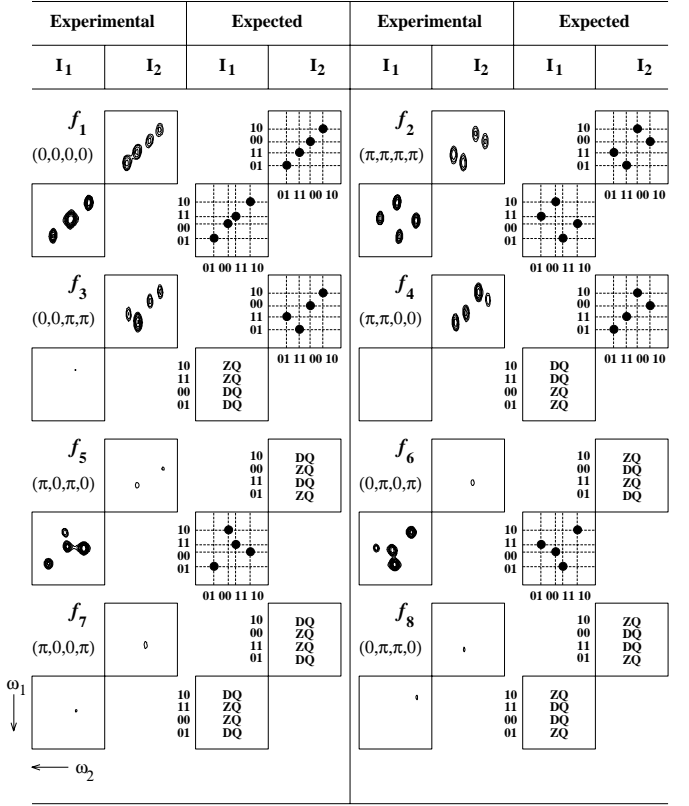 Experimental Expected Experimental Expected
I1 I2 I1 I2 I1 I2 I1 I2
f1
(0,0,0,0)
10
00
11
01
01 11 00 10
10
11
00
01
01 00 11 10
f2
(π,π,π,π)
10
00
11
01
01 11 00 10
10
11
00
01
01 00 11 10
f3
(0,0,π,π)
10
00
11
01
01 11 00 10
10 ZQ
11 ZQ
00 DQ
01 DQ
f4
(π,π,0,0)
10
00
11
01
01 11 00 10
10 DQ
11 DQ
00 ZQ
01 ZQ
f5
(π,0,π,0)
10 DQ
00 ZQ
11 DQ
01 ZQ
10
11
00
01
01 00 11 10
f6
(0,π,0,π)
10 ZQ
00 DQ
11 ZQ
01 DQ
10
11
00
01
01 00 11 10
f7
(π,0,0,π)
10 DQ
00 ZQ
11 ZQ
01 DQ
10 DQ
11 ZQ
00 ZQ
01 DQ
f8
(0,π,π,0)
10 ZQ
00 DQ
11 DQ
01 ZQ
10 ZQ
11 DQ
00 DQ
01 ZQ
ω1
ω2